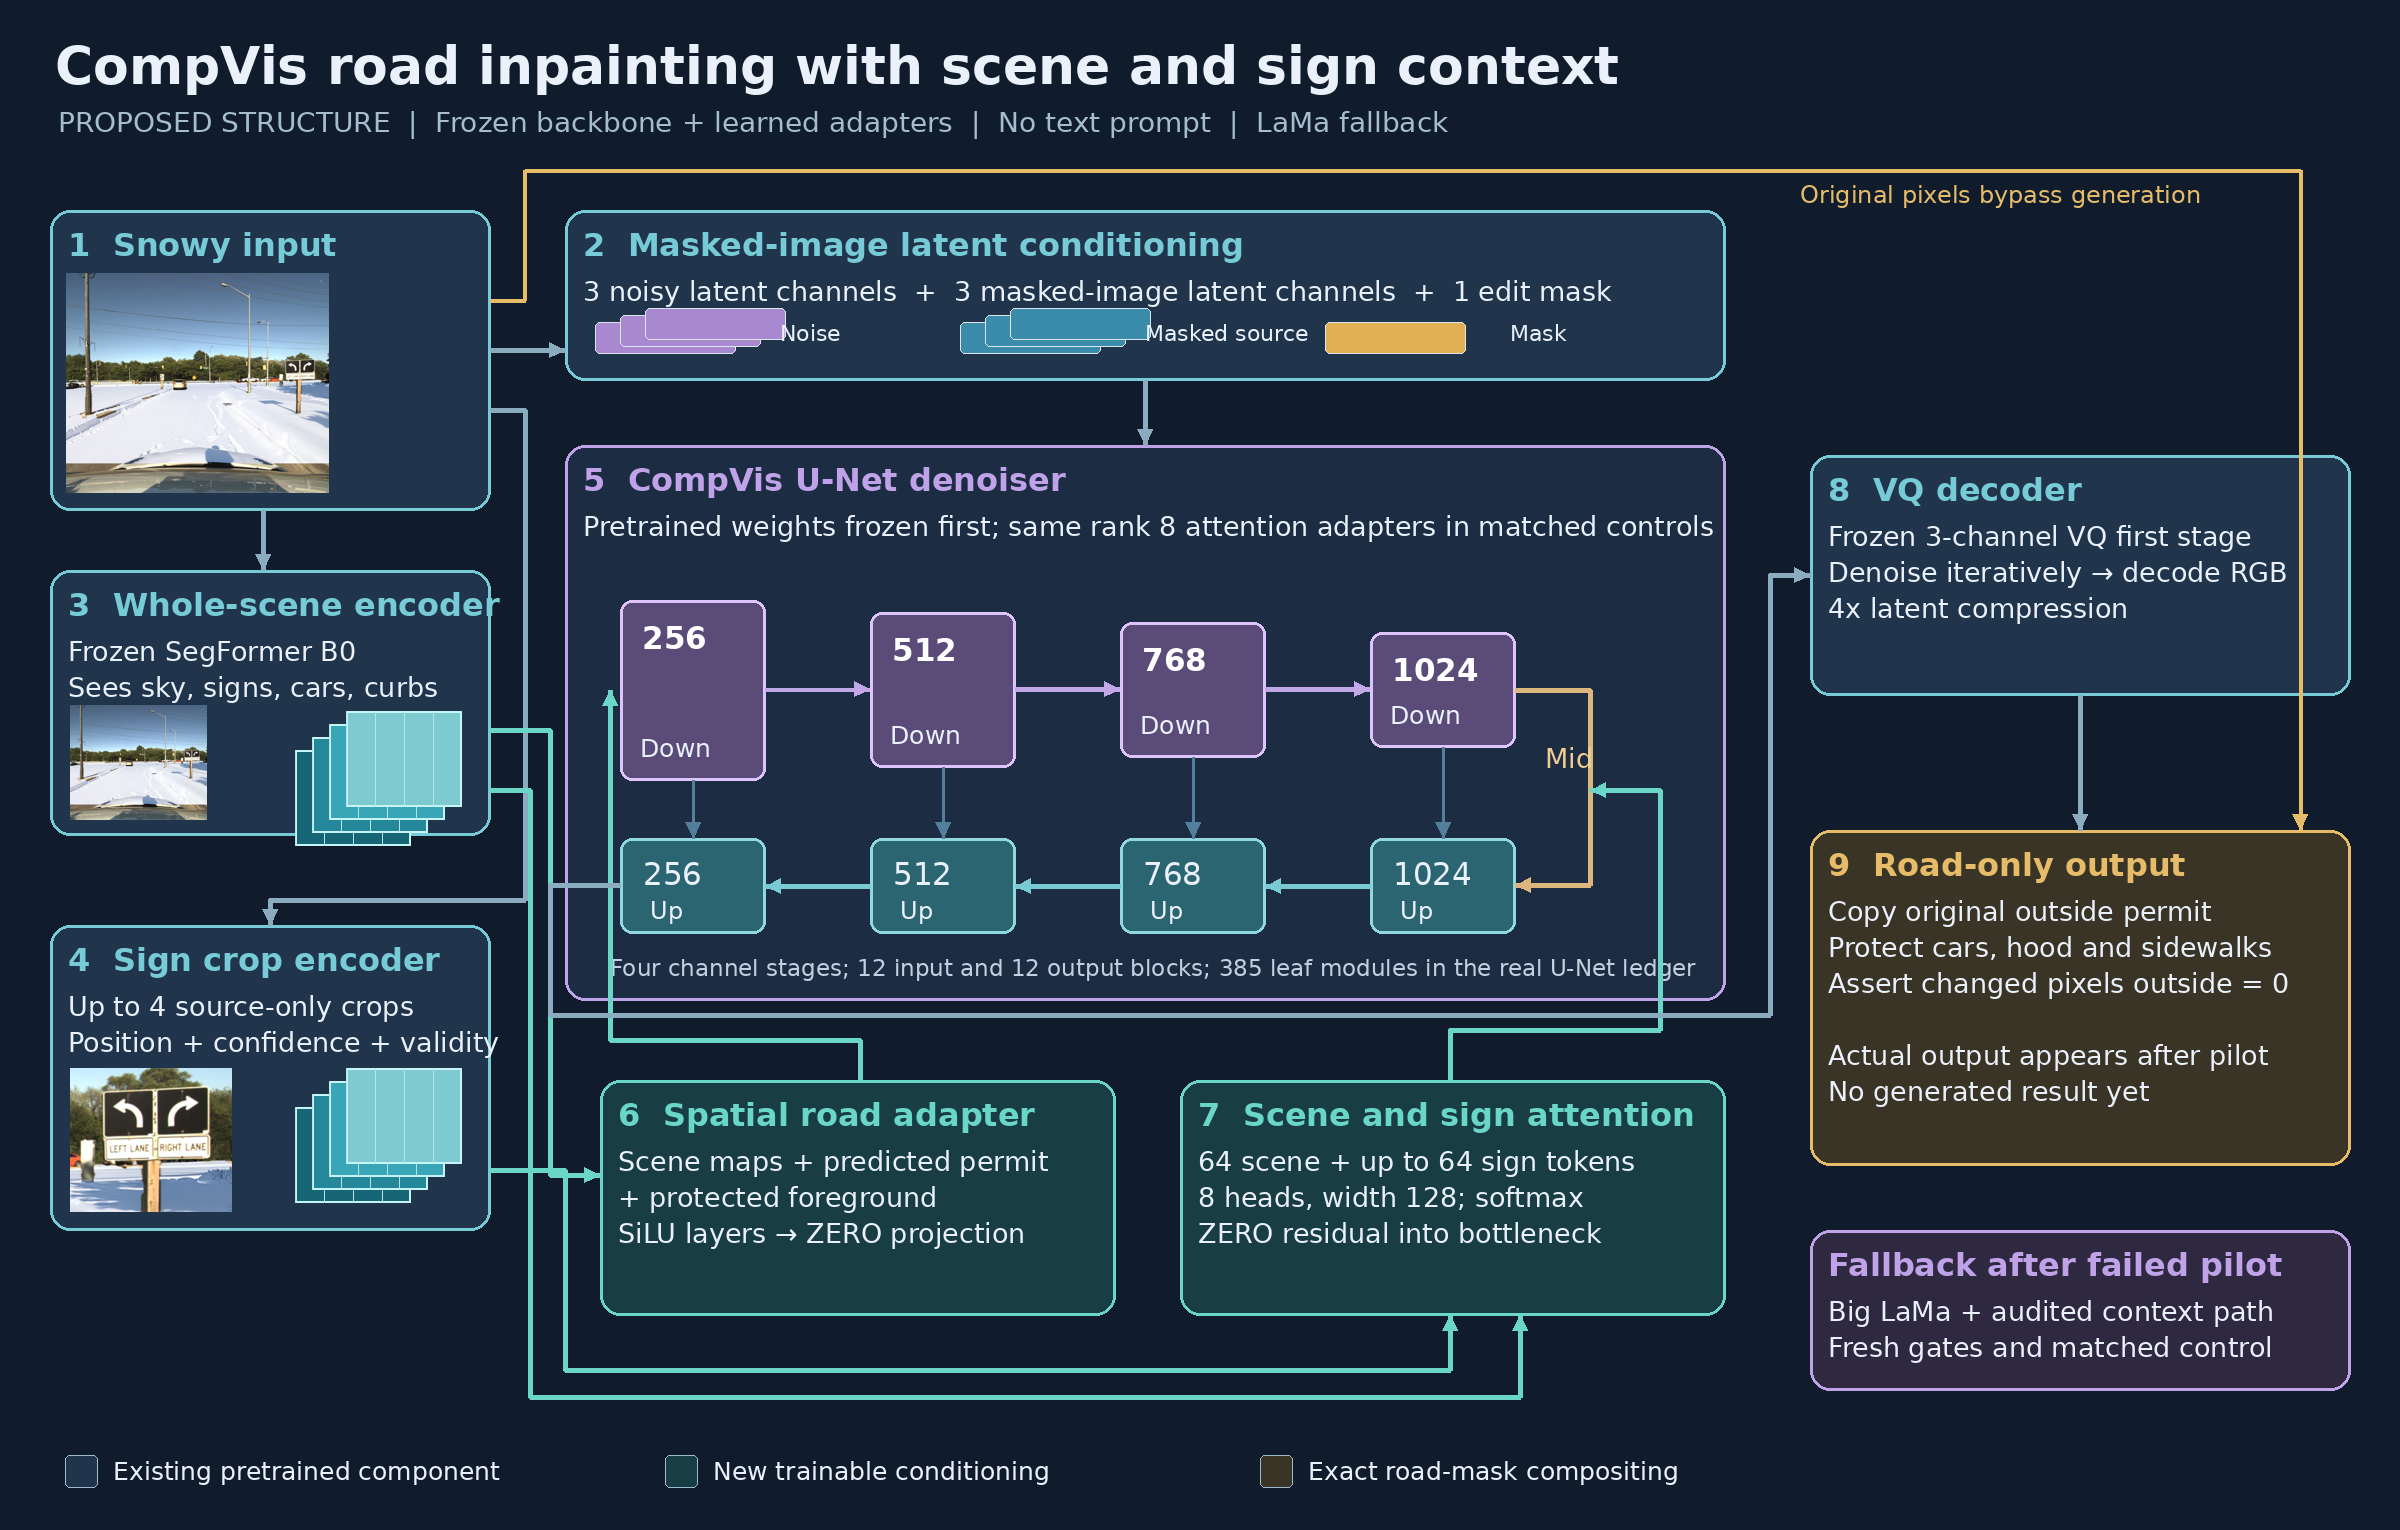 CompVis road inpainting with scene and sign context
PROPOSED STRUCTURE | Frozen backbone + learned adapters | No text prompt | LaMa fallback
Original pixels bypass generation
1 Snowy input
2 Masked-image latent conditioning
3 noisy latent channels + 3 masked-image latent channels + 1 edit mask
Noise
Masked source
Mask
3 Whole-scene encoder
Frozen SegFormer B0
Sees sky, signs, cars, curbs
4 Sign crop encoder
Up to 4 source-only crops
Position + confidence + validity
LEFT LANE
RIGHT LANE
5 CompVis U-Net denoiser
Pretrained weights frozen first; same rank 8 attention adapters in matched controls
256
Down
512
Down
768
Down
1024
Down
Mid
256
Up
512
Up
768
Up
1024
Up
Four channel stages; 12 input and 12 output blocks; 385 leaf modules in the real U-Net ledger
6 Spatial road adapter
Scene maps + predicted permit
+ protected foreground
SiLU layers → ZERO projection
7 Scene and sign attention
64 scene + up to 64 sign tokens
8 heads, width 128; softmax
ZERO residual into bottleneck
8 VQ decoder
Frozen 3-channel VQ first stage
Denoise iteratively → decode RGB
4x latent compression
9 Road-only output
Copy original outside permit
Protect cars, hood and sidewalks
Assert changed pixels outside = 0
Actual output appears after pilot
No generated result yet
Fallback after failed pilot
Big LaMa + audited context path
Fresh gates and matched control
Existing pretrained component
New trainable conditioning
Exact road-mask compositing